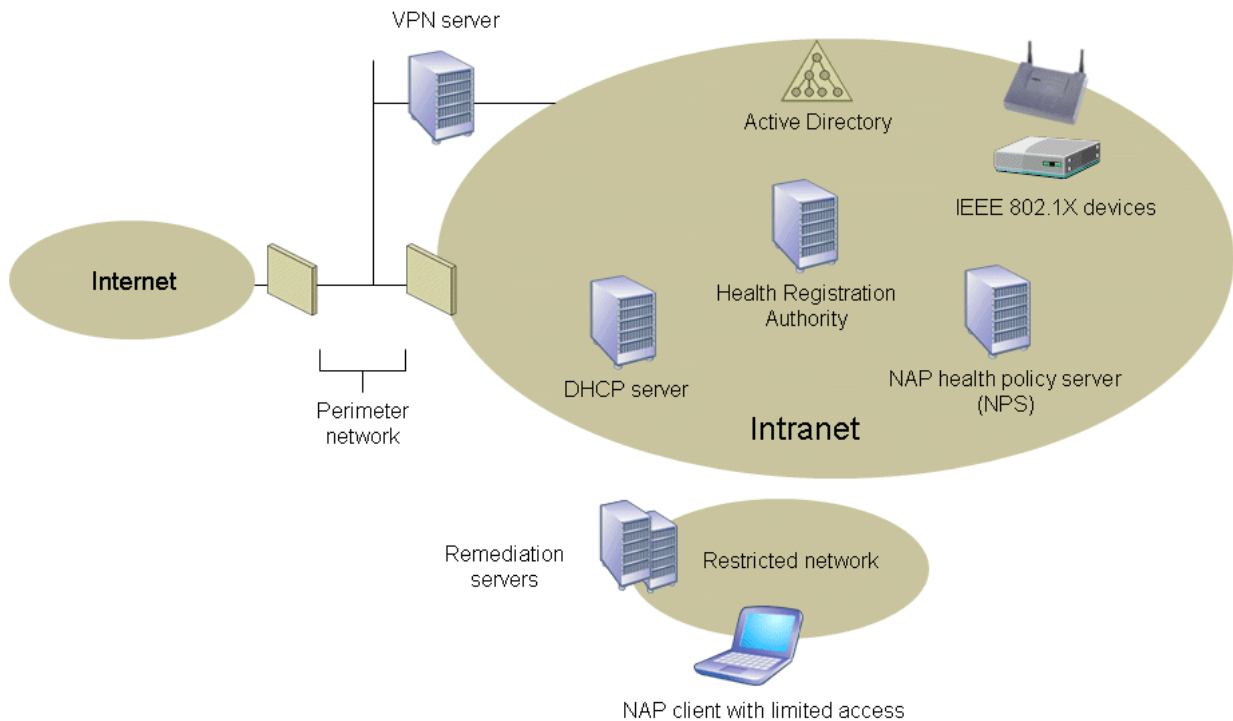 VPN server
Active Directory
IEEE 802.1X devices
Internet
Health Registration
Authority
DHCP server
NAP health policy server
(NPS)
Perimeter
network
Intranet
Remediation
servers
Restricted network
NAP client with limited access